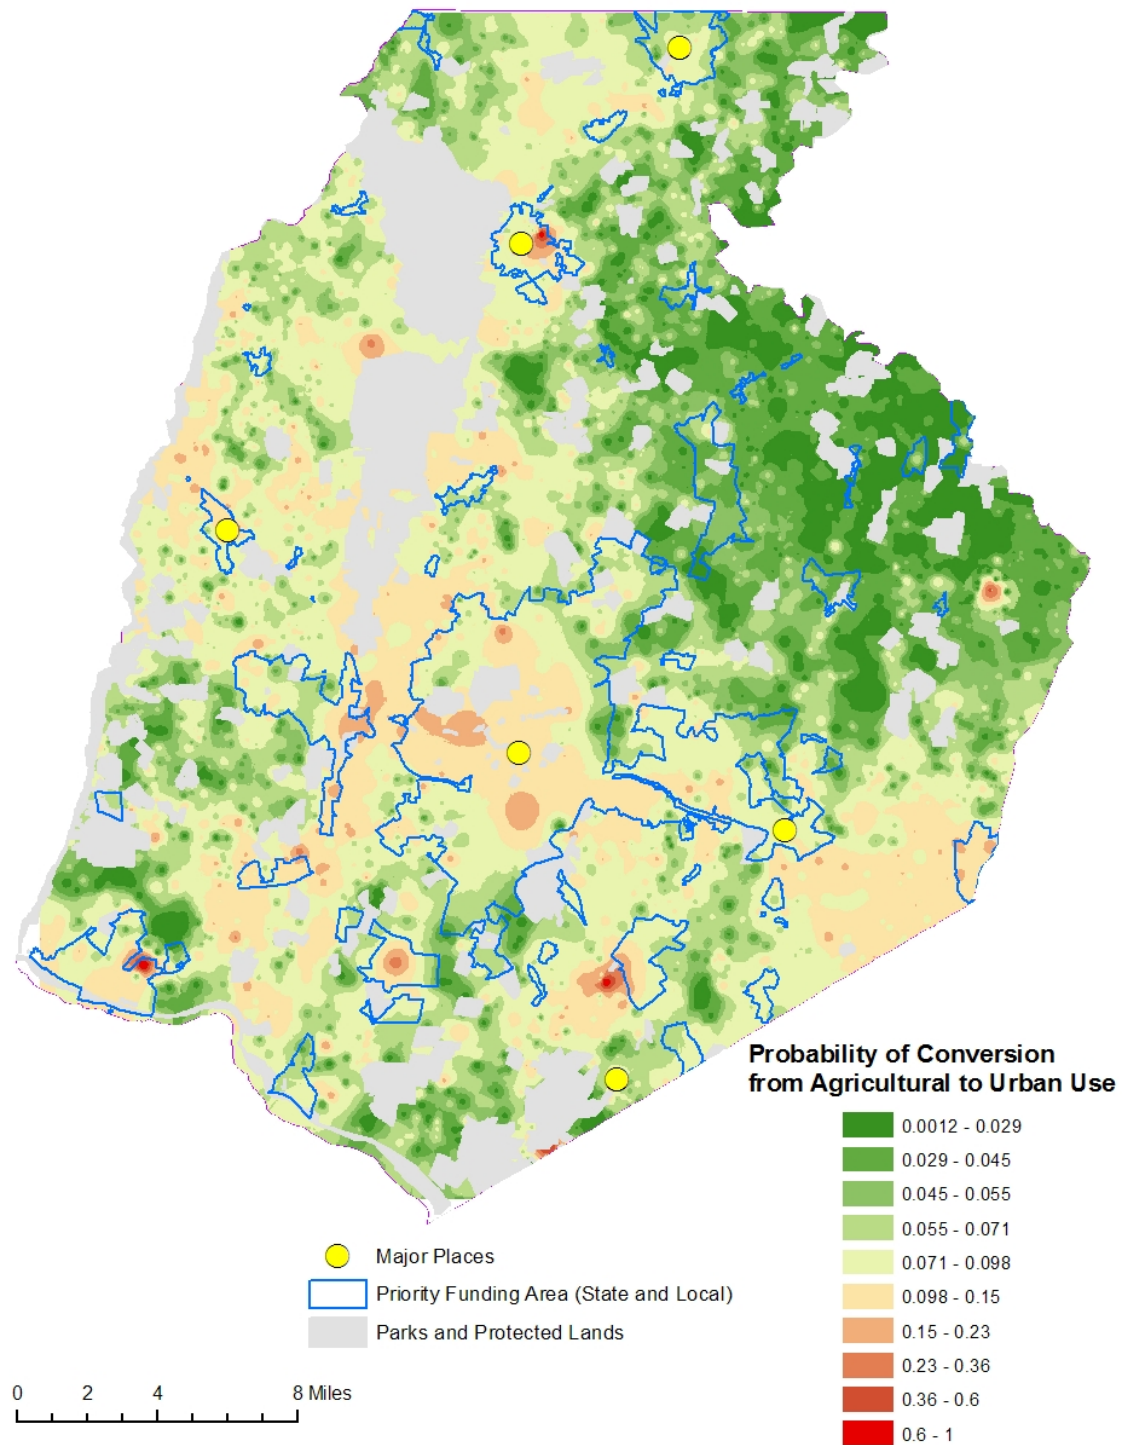 Probability of Conversion
from Agricultural to Urban Use
0.0012 - 0.029
0.029 - 0.045
0.045 - 0.055
0.055 - 0.071
0.071 - 0.098
0.098 - 0.15
0.15 - 0.23
0.23 - 0.36
0.36 - 0.6
0.6 - 1
Major Places
Priority Funding Area (State and Local)
Parks and Protected Lands
0 2 4 8 Miles